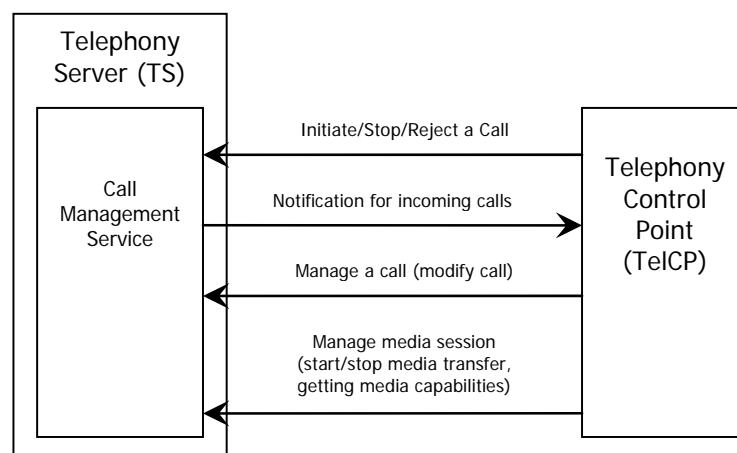 Telephony
Server (TS)
Call
Management
Service
Initiate/Stop/Reject a Call
Notification for incoming calls
Manage a call (modify call)
Manage media session
(start/stop media transfer,
getting media capabilities)
Telephony
Control
Point
(TelCP)